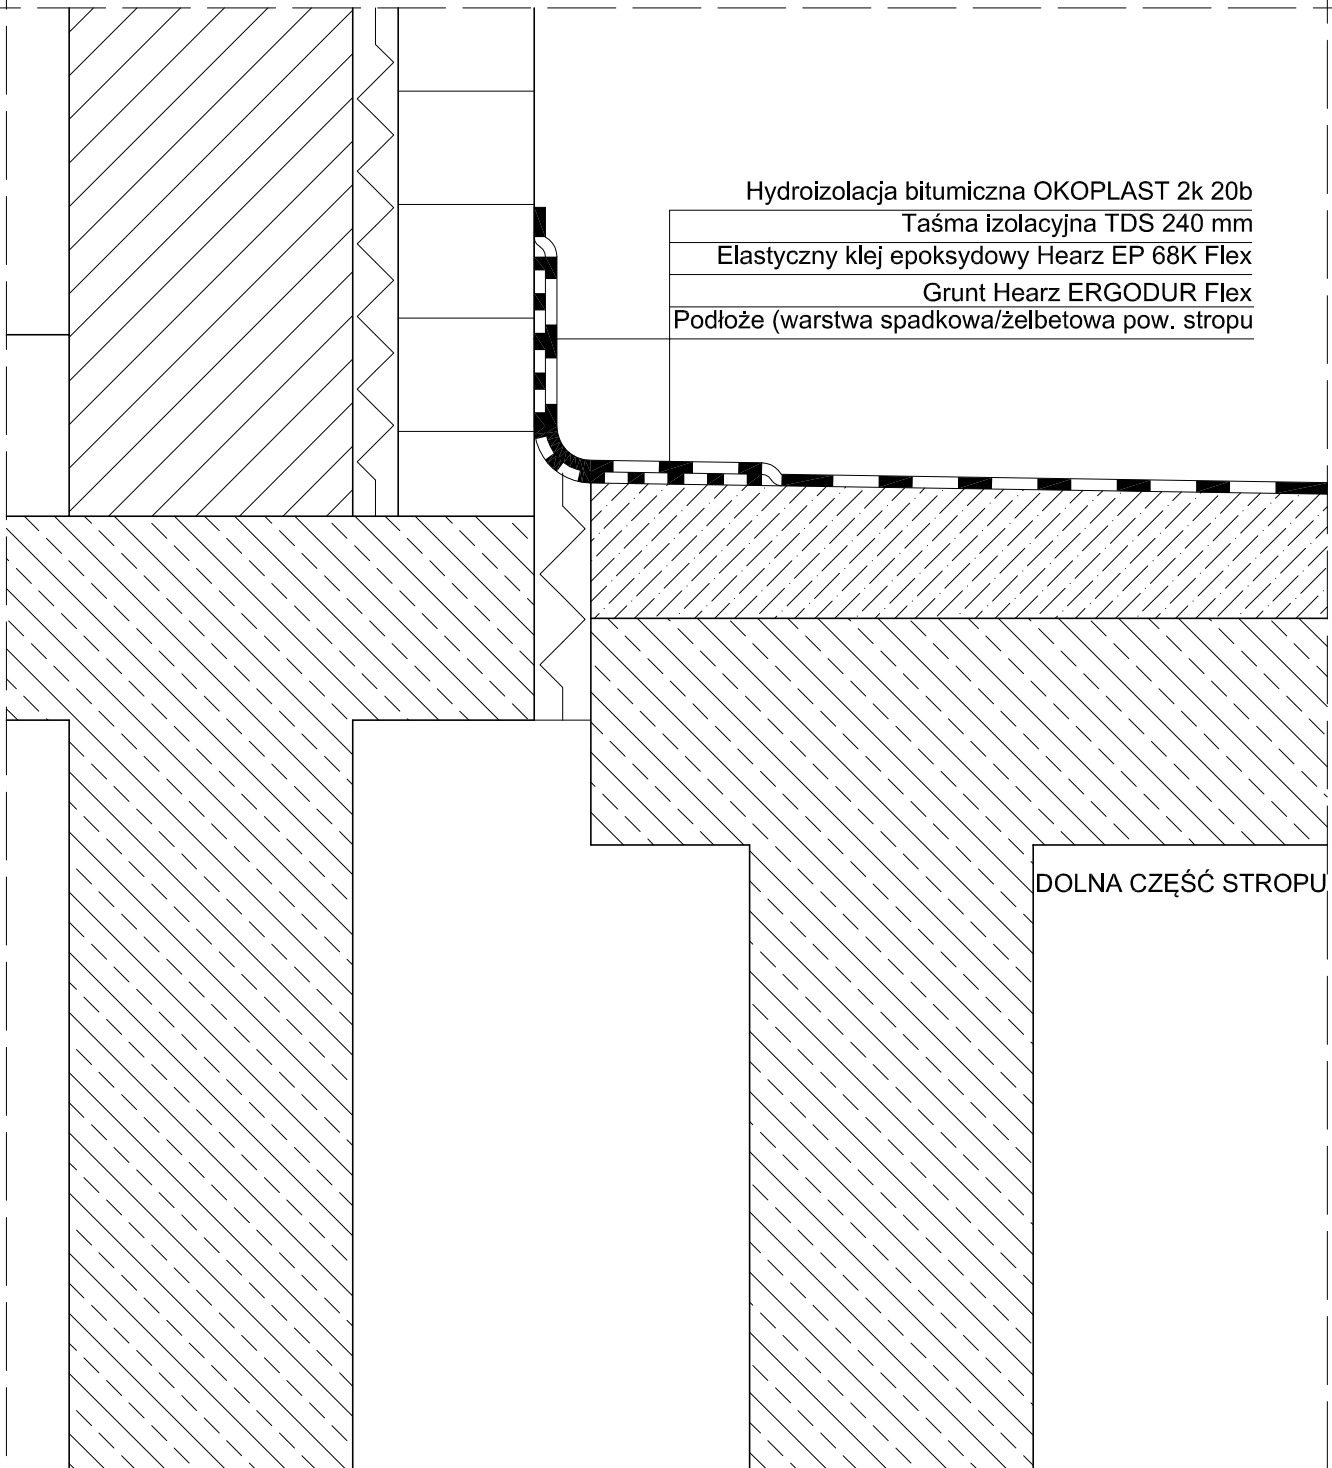 Hydroizolacja bitumiczna OKOPLAST 2k 20b
Taśma izolacyjna TDS 240 mm
Elastyczny klej epoksydowy Hearz EP 68K Flex
Grunt Hearz ERGODUR Flex
Podłoże (warstwa spadkowa/żelbetowa pow. stropu
DOLNA CZĘŚĆ STROPU